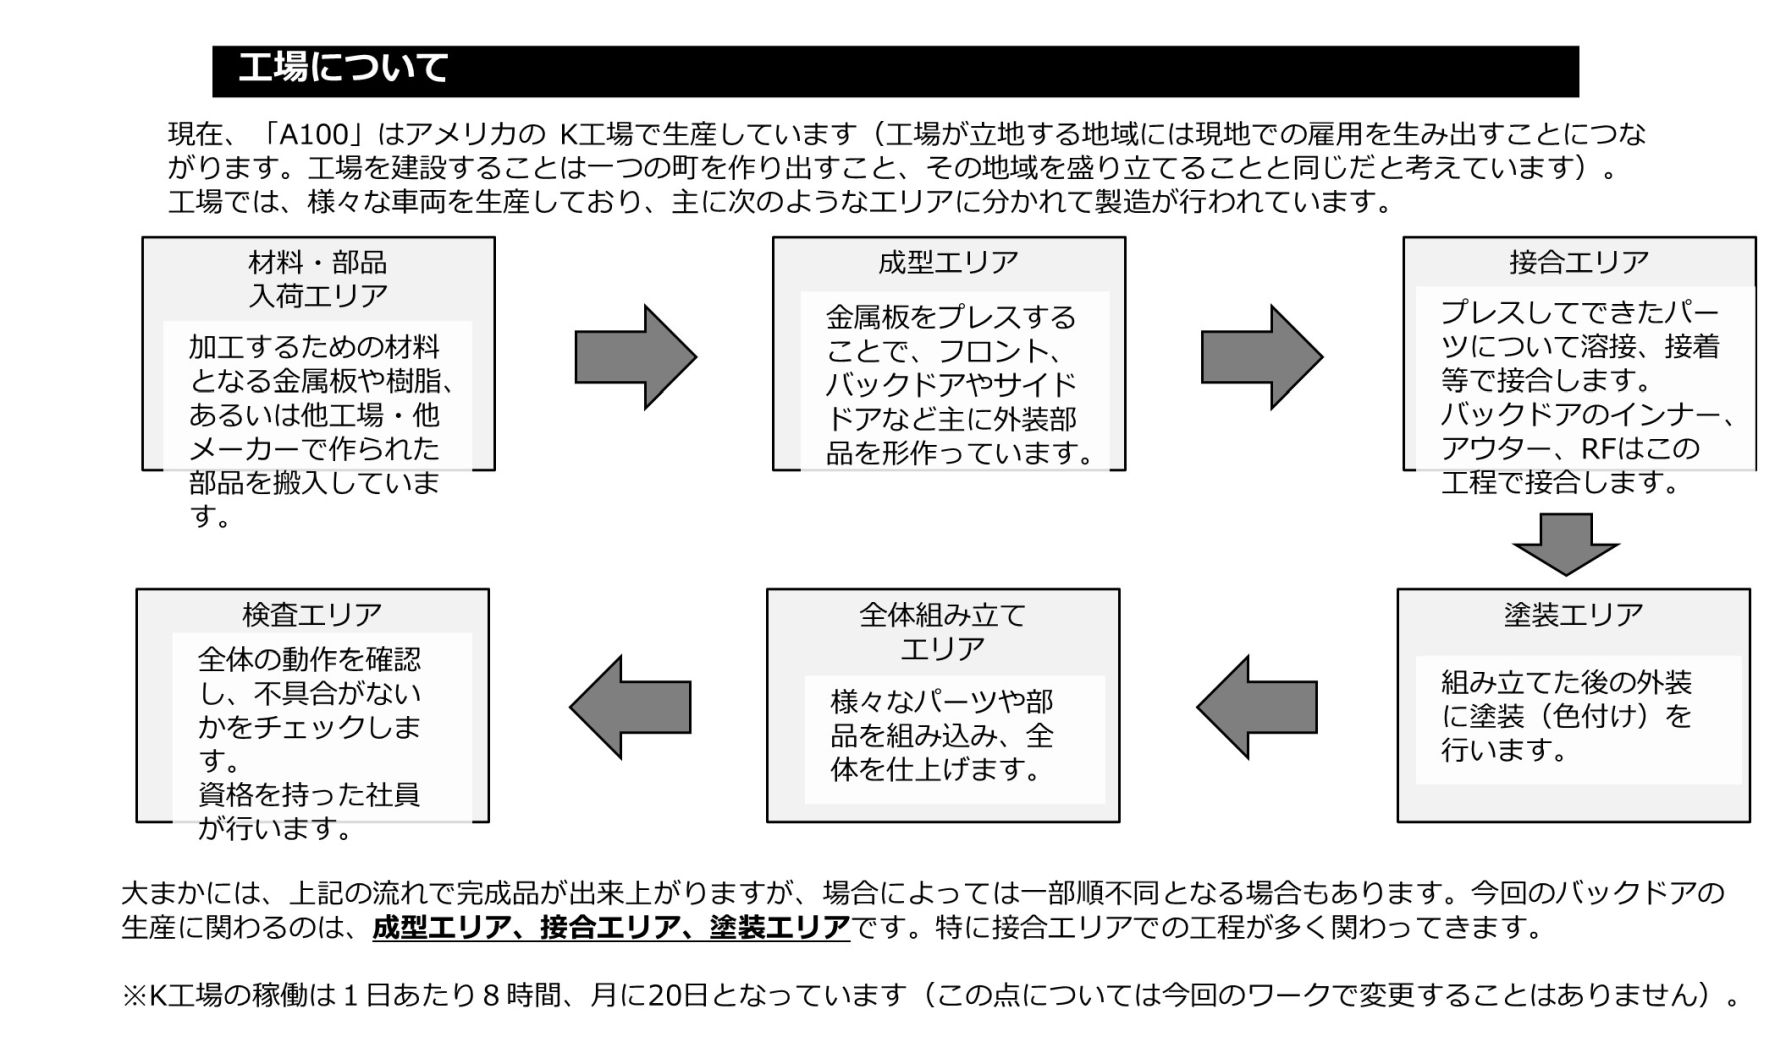 工場について
現在、「A100」はアメリカの K工場で生産しています（工場が立地する地域には現地での雇用を生み出すことにつな
がります。工場を建設することは一つの町を作り出すこと、その地域を盛り立てることと同じだと考えています）。
工場では、様々な車両を生産しており、主に次のようなエリアに分かれて製造が行われています。
材料・部品
入荷エリア
加工するための材料
となる金属板や樹脂、
あるいは他工場・他
メーカーで作られた
部品を搬入していま
す。
成型エリア
金属板をプレスする
ことで、フロント、
バックドアやサイド
ドアなど主に外装部
品を形作っています。
接合エリア
プレスしてできたパー
ツについて溶接、接着
等で接合します。
バックドアのインナー、
アウター、RFはこの
工程で接合します。
塗装エリア
組み立てた後の外装
に塗装（色付け）を
行います。
全体組み立て
エリア
様々なパーツや部
品を組み込み、全
体を仕上げます。
検査エリア
全体の動作を確認
し、不具合がない
かをチェックしま
す。
資格を持った社員
が行います。
大まかには、上記の流れで完成品が出来上がりますが、場合によっては一部順不同となる場合もあります。今回のバックドアの
生産に関わるのは、成型エリア、接合エリア、塗装エリアです。特に接合エリアでの工程が多く関わってきます。
※K工場の稼働は１日あたり８時間、月に20日となっています（この点については今回のワークで変更することはありません）。